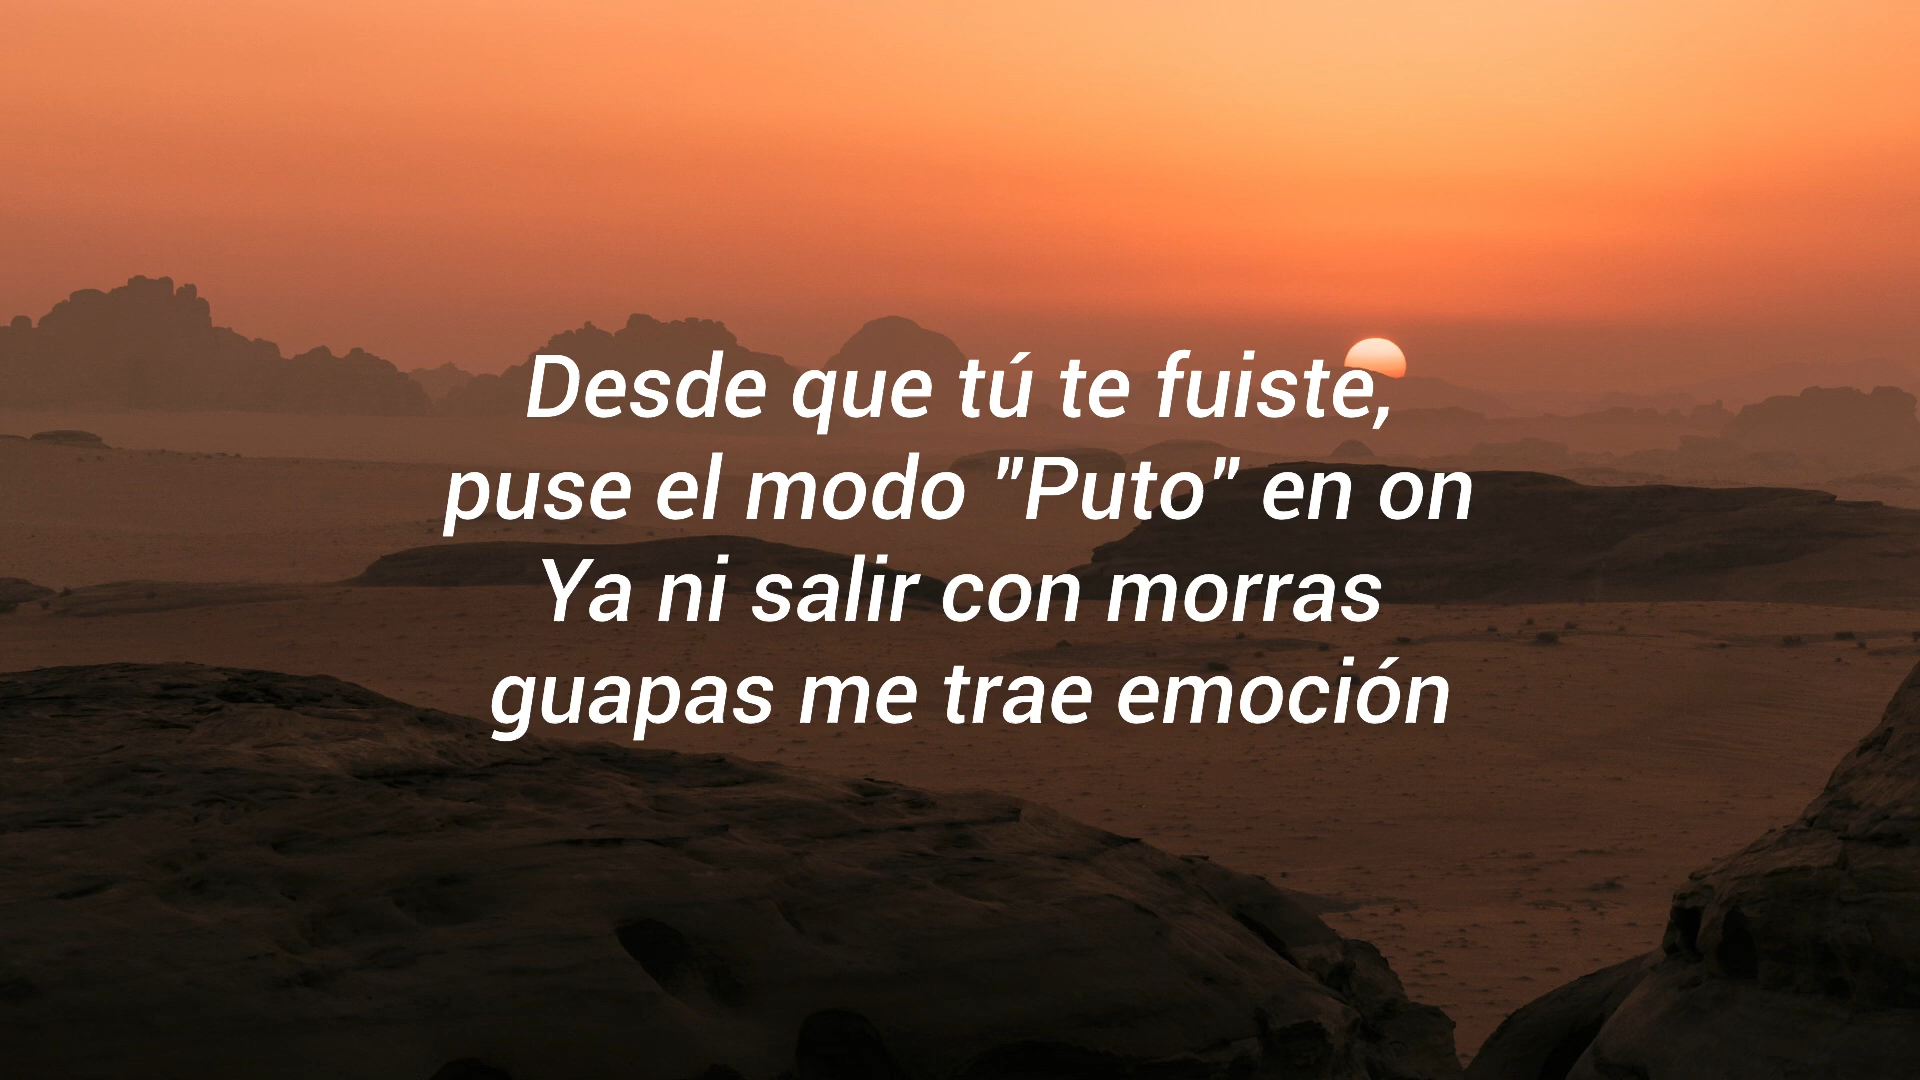 Desde que tú te fuiste,
puse el modo "Puto" en on
Ya ni salir con morras
guapas me trae emoción